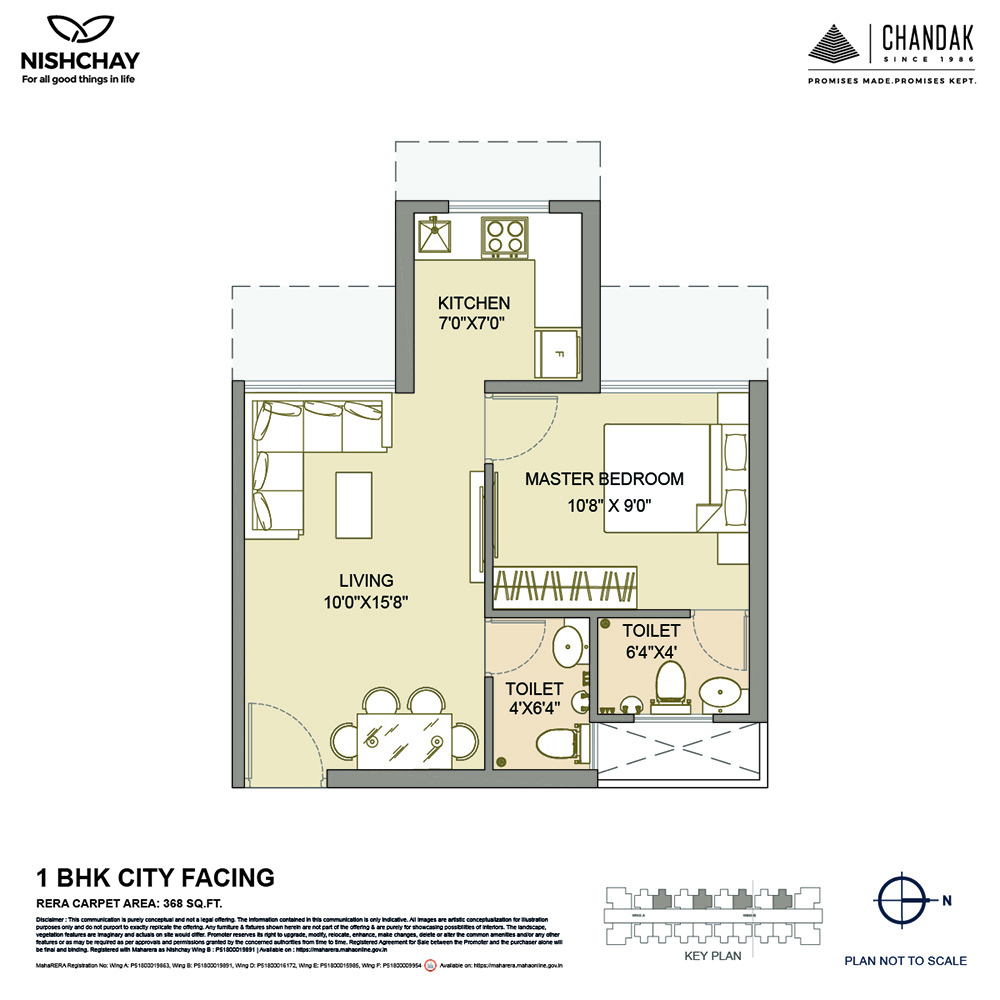 NISHCHAY
For all good things in life
CHANDAK
SINCE 1986
PROMISES MADE.PROMISES KEPT.
KITCHEN
7'0"X7'0"
F
MASTER BEDROOM
10'8" X 9'0"
LIVING
10'0"X15'8"
TOILET
6'4"X4'
TOILET
4'X6'4"
1 BHK CITY FACING
RERA CARPET AREA: 368 SQ.FT.
Disclaimer : This communication is purely conceptual and not a legal offering. The information contained in this communication is only indicative. All images are artistic conceptualization for illustration
purposes only and do not purport to exactly replicate the offering. Any furniture & fixtures shown herein are not part of the offering & are purely for showcasing possibilities of interiors. The landscape,
vegetation features are imaginary and actuals on site would differ. Promoter reserves its right to upgrade, modify, relocate, enhance, make changes, delete or alter the common amenities and/or any other
features or as may be required as per approvals and permissions granted by the concerned authorities from time to time. Registered Agreement for Sale between the Promoter and the purchaser alone will
be final and binding. Registered with Maharera as Nishchay Wing B : P51800019891 | Available on : https://maharera.mahaonline.gov.in
MahaRERA Registration No: Wing A: P51800019863, Wing B: P51800019891, Wing D: P51800016172, Wing E: P51800015985, Wing F: P51800009954 Available on: https://maharera.mahaonline.gov.in
WING A
WING B
KEY PLAN
N
PLAN NOT TO SCALE